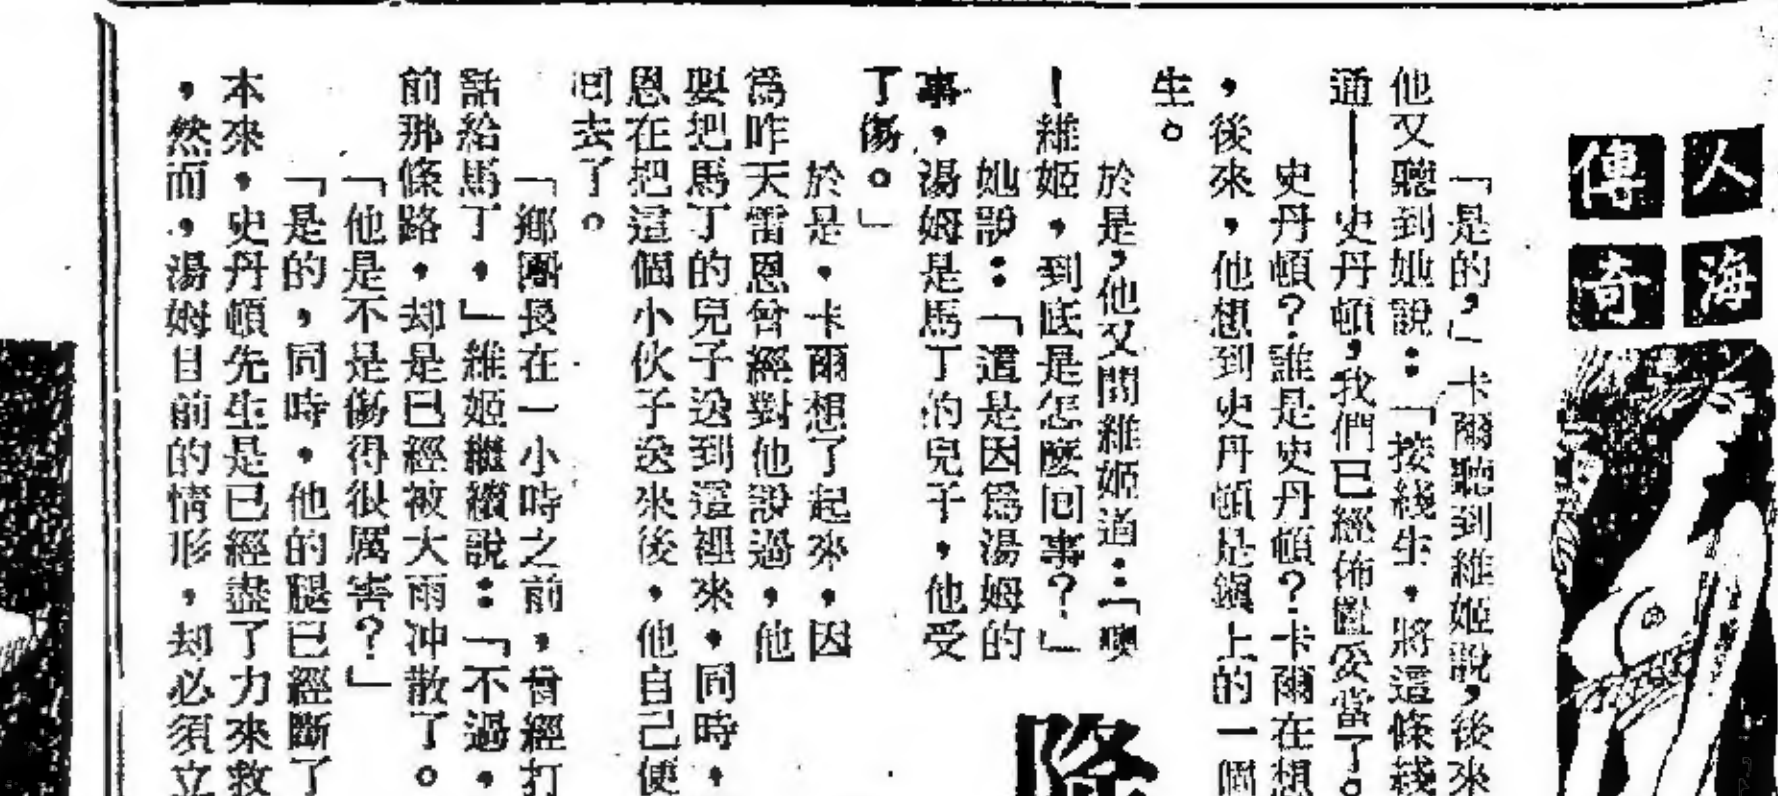 人海
傳奇
「是的，」卡爾聽到維姬說，後來
他又聽到她說：「接綫生，將這條綫
通——史丹頓，我們已經佈置妥當了。
史丹頓？誰是史丹頓？卡爾在想
，後來，他想到史丹頓是鎮上的一個
生。
於是，他又問維姬道：「噢
－維姬，到底是怎麼回事？」
她說：「這是因爲湯姆的
事，湯姆是馬丁的兒子，他受
了傷。」
於是，卡爾想了起來，因
爲昨天雷恩曾經對他說過，他
要把馬丁的兒子送到這裡來，同時，
恩在把這個小伙子送來後，他自己便
回去了。
「鄉團長在一小時之前，曾經打
話給馬丁，」維姬繼續說：「不過，
前那條路，却是已經被大雨冲散了。
「他是不是傷得很厲害？」
「是的，同時，他的腿已經斷了
本來，史丹頓先生是已經盡了力來救
，然而，湯姆目前的情形，却必須立
降